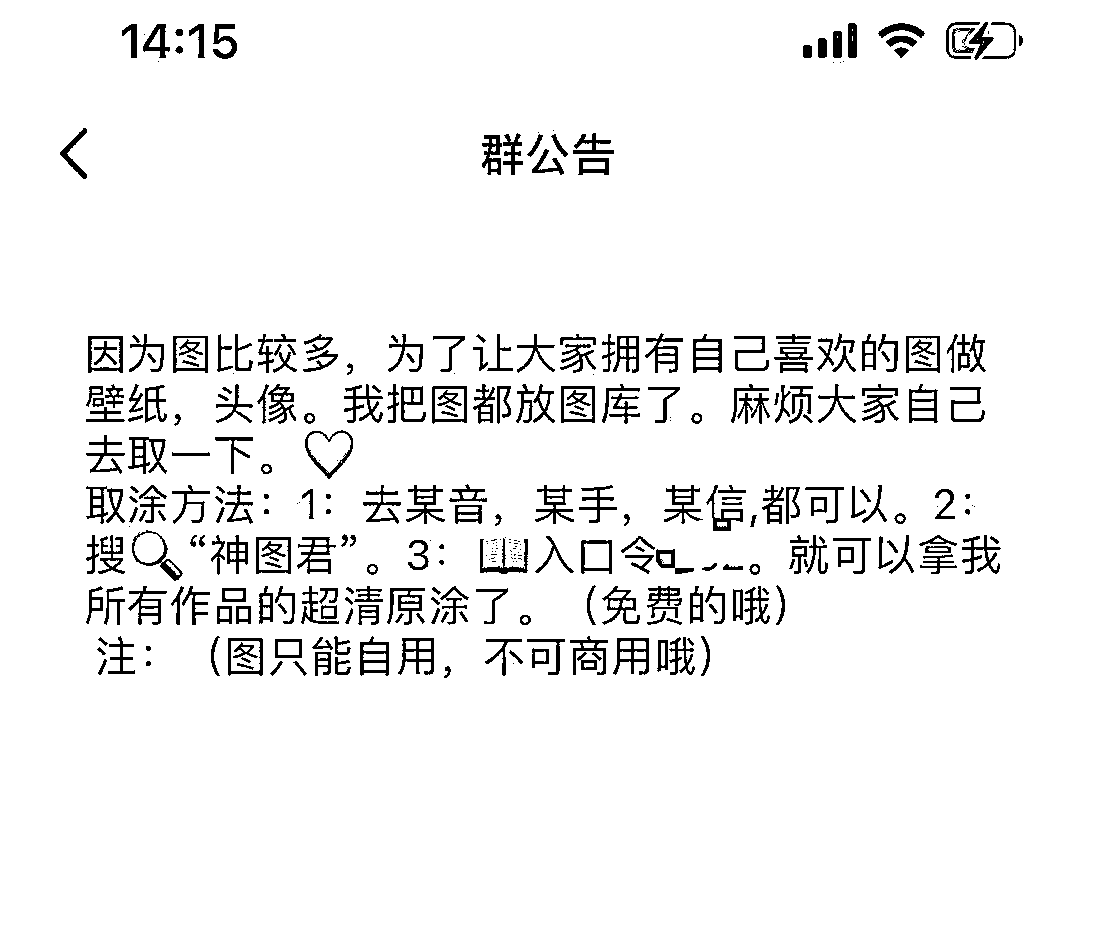 14:15
群公告
因为图比较多，为了让大家拥有自己喜欢的图做
壁纸，头像。我把图都放图库了。麻烦大家自己
去取一下。♡
取涂方法：1：去某音，某手，某信,都可以。2：
搜🔍“神图君”。3：📖入口令。就可以拿我
所有作品的超清原涂了。（免费的哦）
注：（图只能自用，不可商用哦）